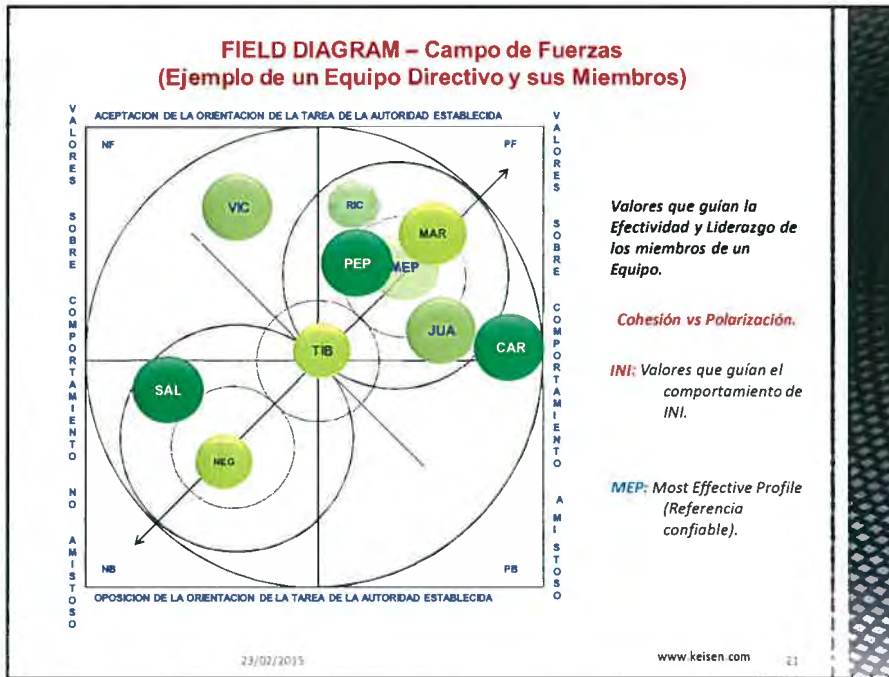 FIELD DIAGRAM – Campo de Fuerzas
(Ejemplo de un Equipo Directivo y sus Miembros)
ACEPTACION DE LA ORIENTACION DE LA TAREA DE LA AUTORIDAD ESTABLECIDA
VALORES SOBRE COMPORTAMIENTO NO AMISTOSO
VALORES SOBRE COMPORTAMIENTO AMISTOSO
NF
PF
VIC
RIC
MAR
PEP
MEP
JUA
CAR
TIB
SAL
NEG
NB
PB
OPOSICION DE LA ORIENTACION DE LA TAREA DE LA AUTORIDAD ESTABLECIDA
Valores que guían la
Efectividad y Liderazgo de
los miembros de un
Equipo.
Cohesión vs Polarización.
INI: Valores que guían el
comportamiento de
INI.
MEP: Most Effective Profile
(Referencia
confiable).
23/02/2015
www.keisen.com
21